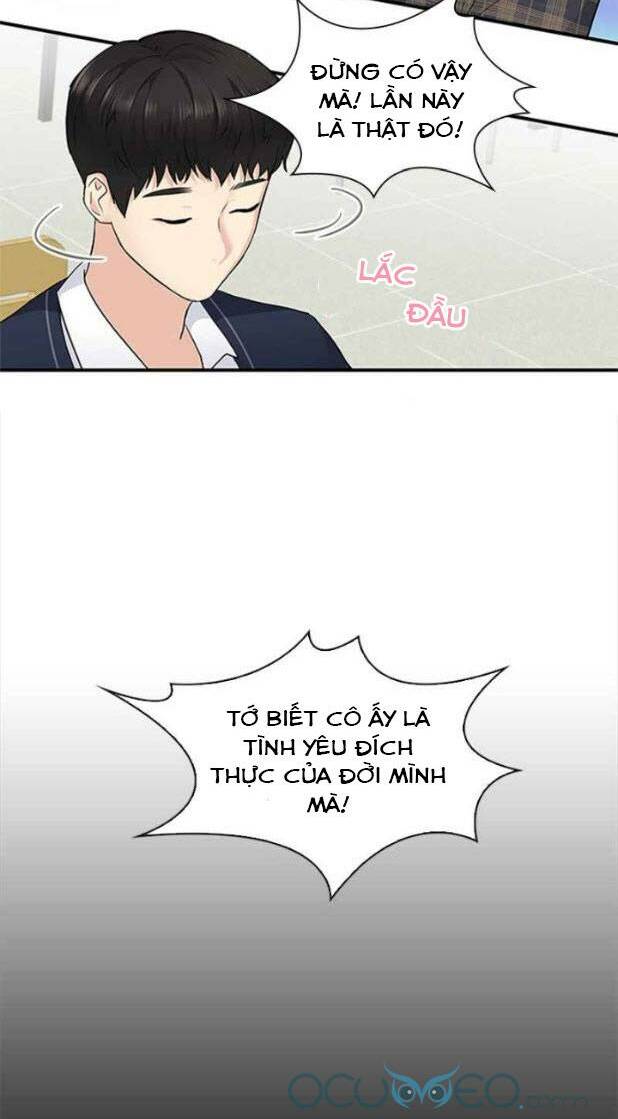 ĐỪNG CÓ VẬY
MÀ! LẦN NÀY
LÀ THẬT ĐÓ!
LẮC
ĐẦU
TỚ BIẾT CÔ ẤY LÀ
TÌNH YÊU ĐÍCH
THỰC CỦA ĐỜI MÌNH
MÀ!
OCUMEO